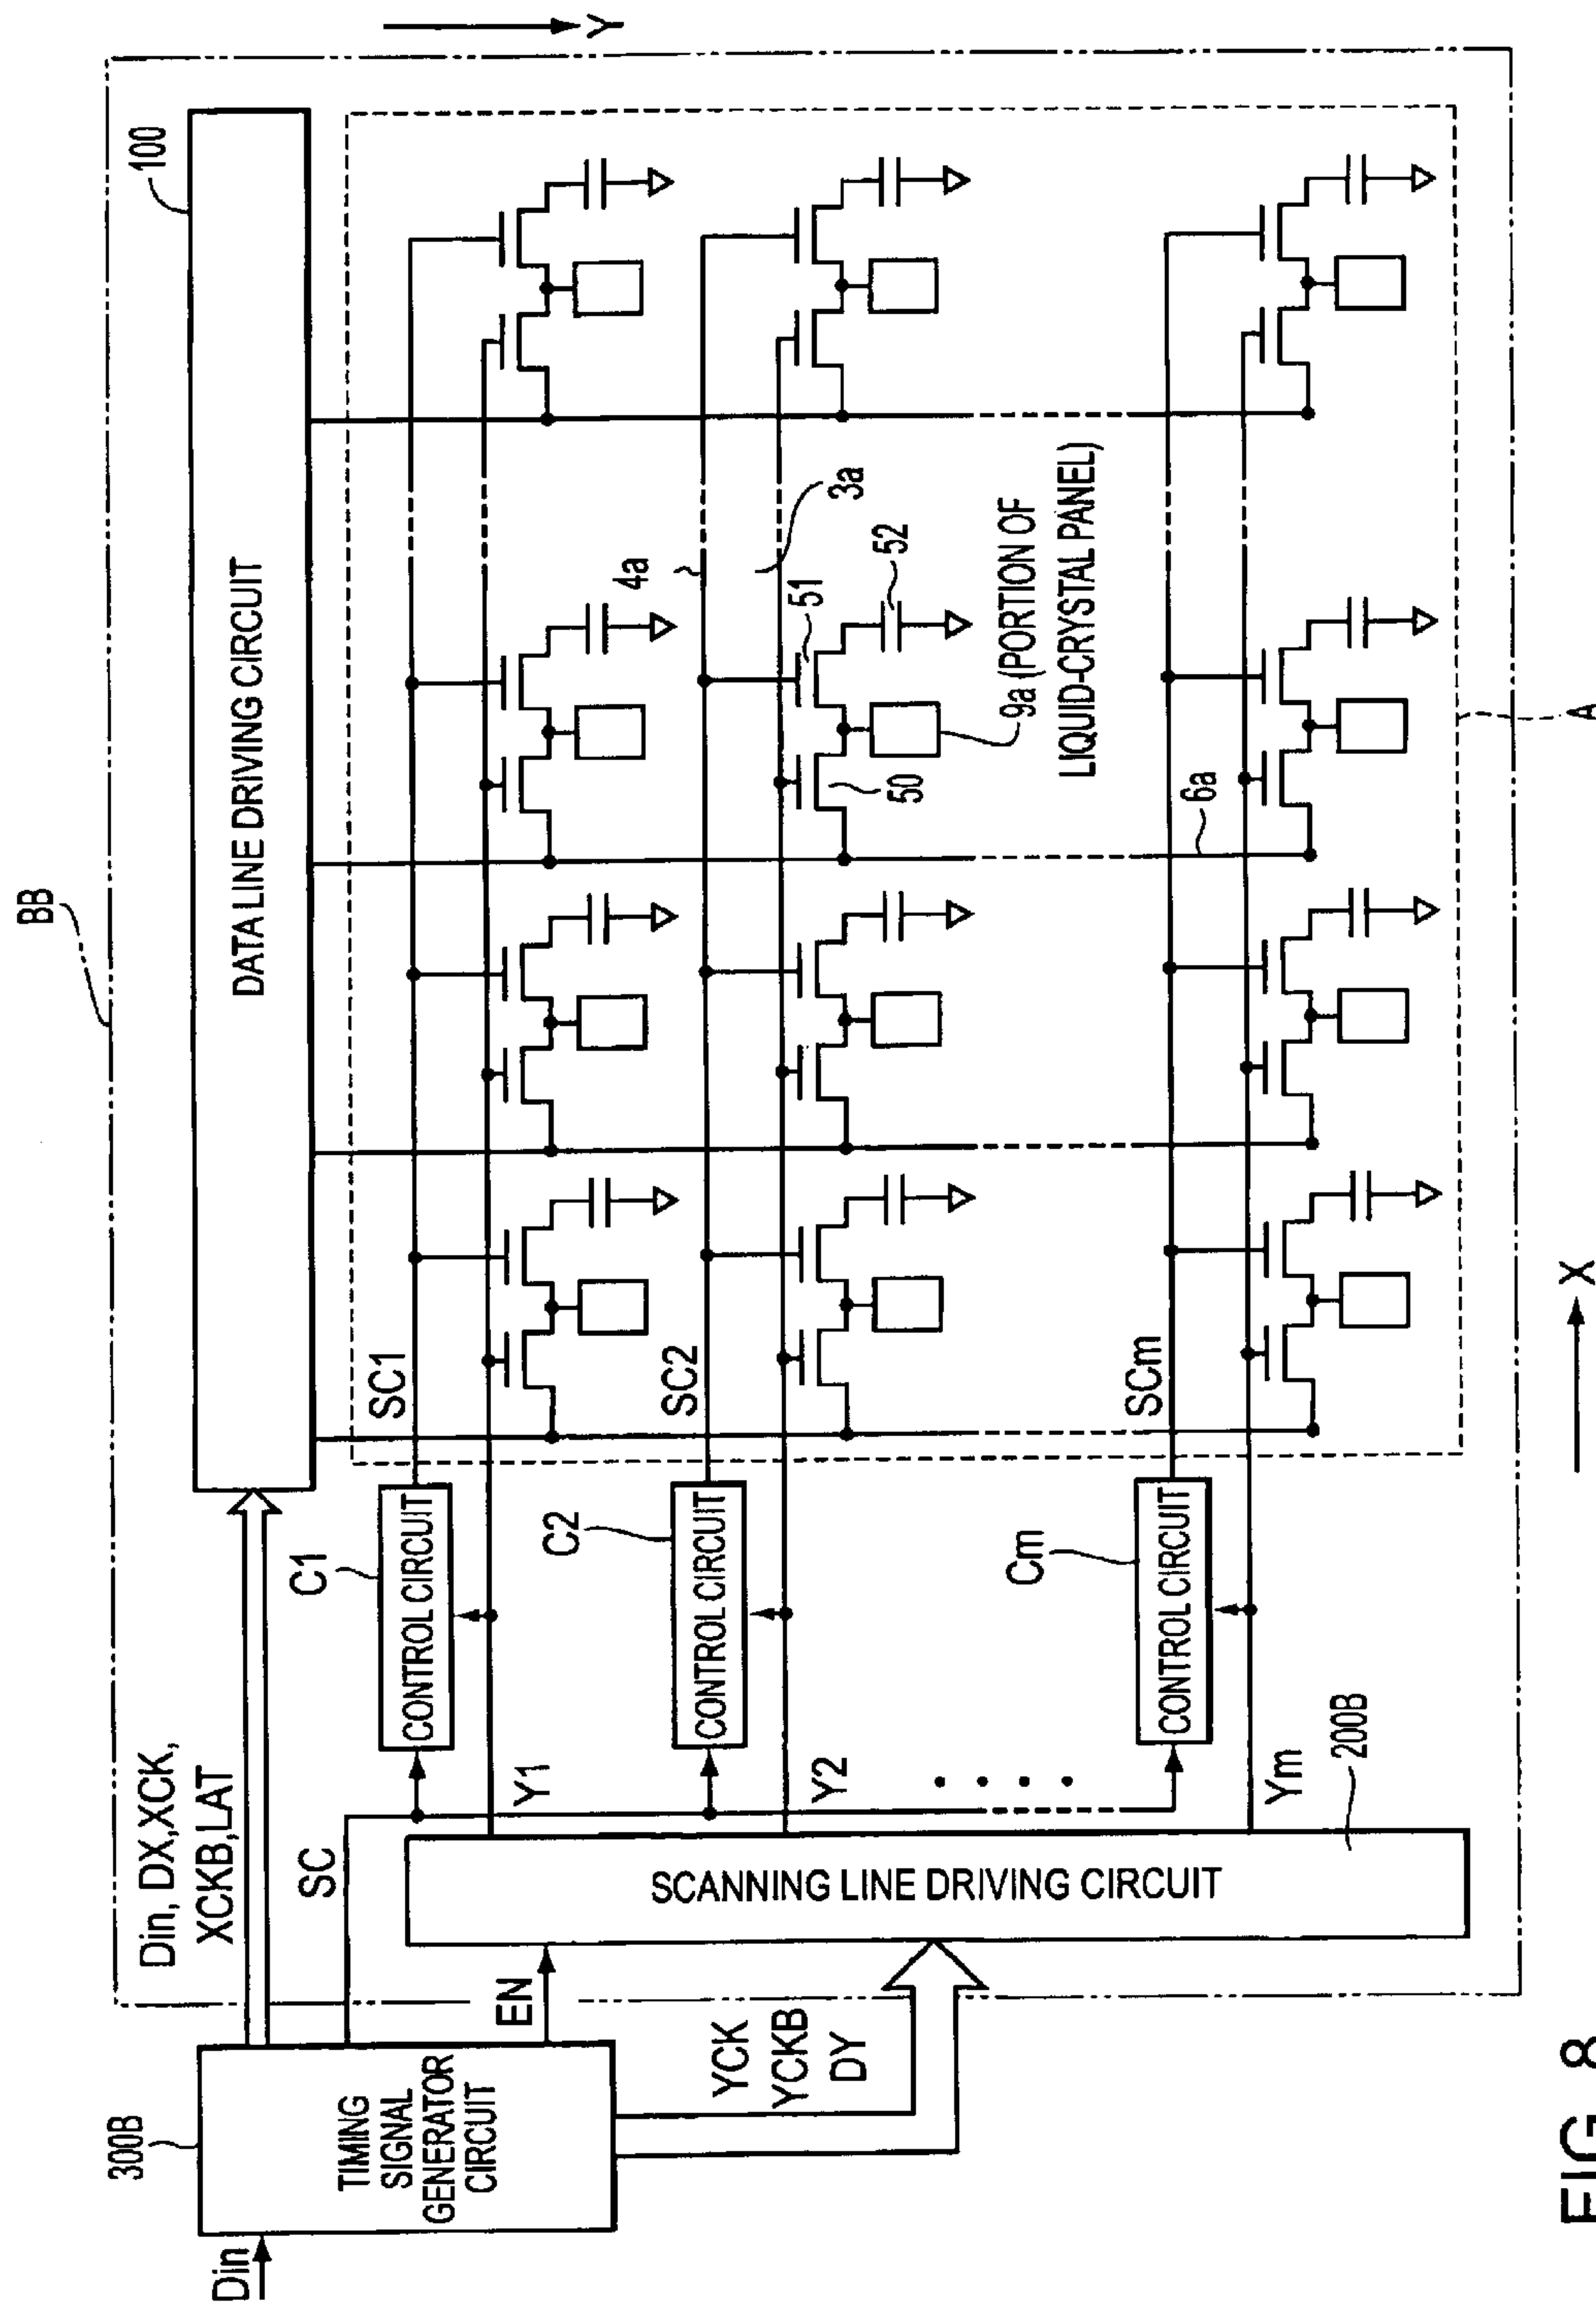 BB
100
Y
DATA LINE DRIVING CIRCUIT
300B
Din
TIMING
SIGNAL
GENERATOR
CIRCUIT
Din, DX,XCK,
XCKB,LAT
SC
EN
YCK
YCKB
DY
SCANNING LINE DRIVING CIRCUIT
200B
C1
CONTROL CIRCUIT
SC1
Y1
C2
CONTROL CIRCUIT
SC2
Y2
Cm
CONTROL CIRCUIT
SCm
Ym
4a
3a
51
52
50
9a (PORTION OF
LIQUID-CRYSTAL PANEL)
6a
A
X
FIG. 8